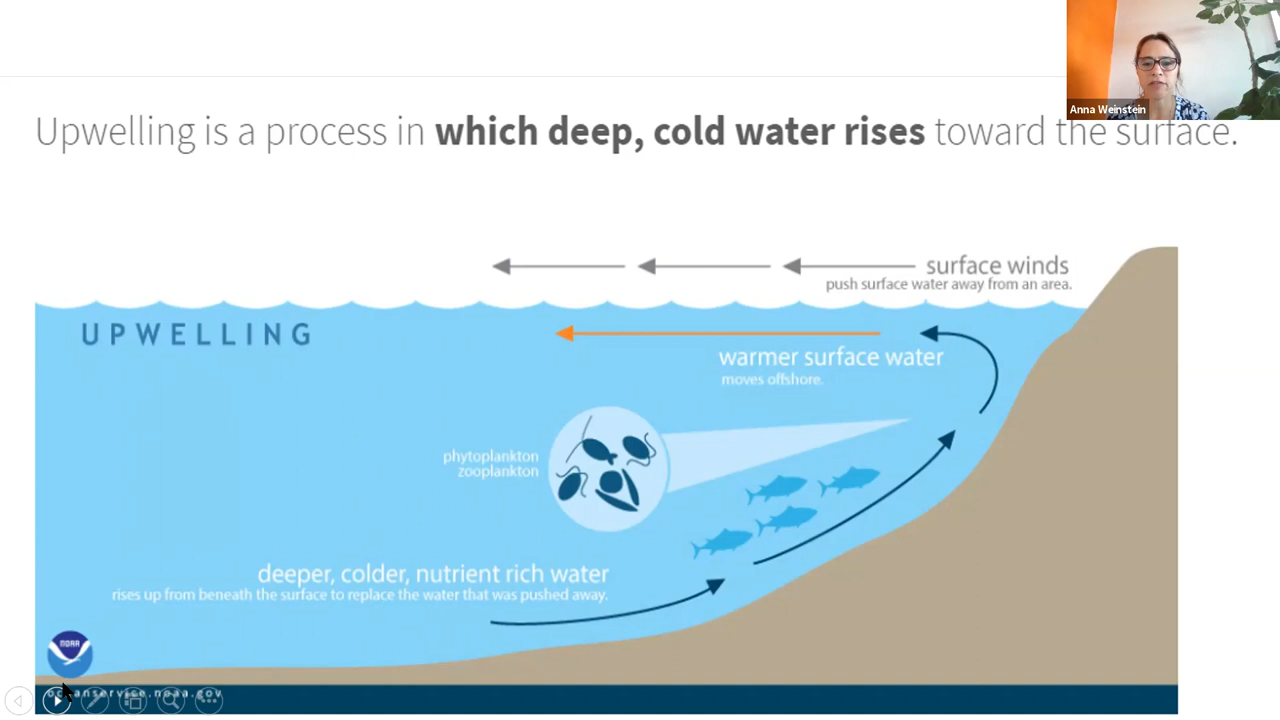 Anna Weinstein
Upwelling is a process in which deep, cold water rises toward the surface.
surface winds
push surface water away from an area.
UPWELLING
warmer surface water
moves offshore.
phytoplankton
zooplankton
deeper, colder, nutrient rich water
rises up from beneath the surface to replace the water that was pushed away.
NOAA
oceanservice.noaa.gov